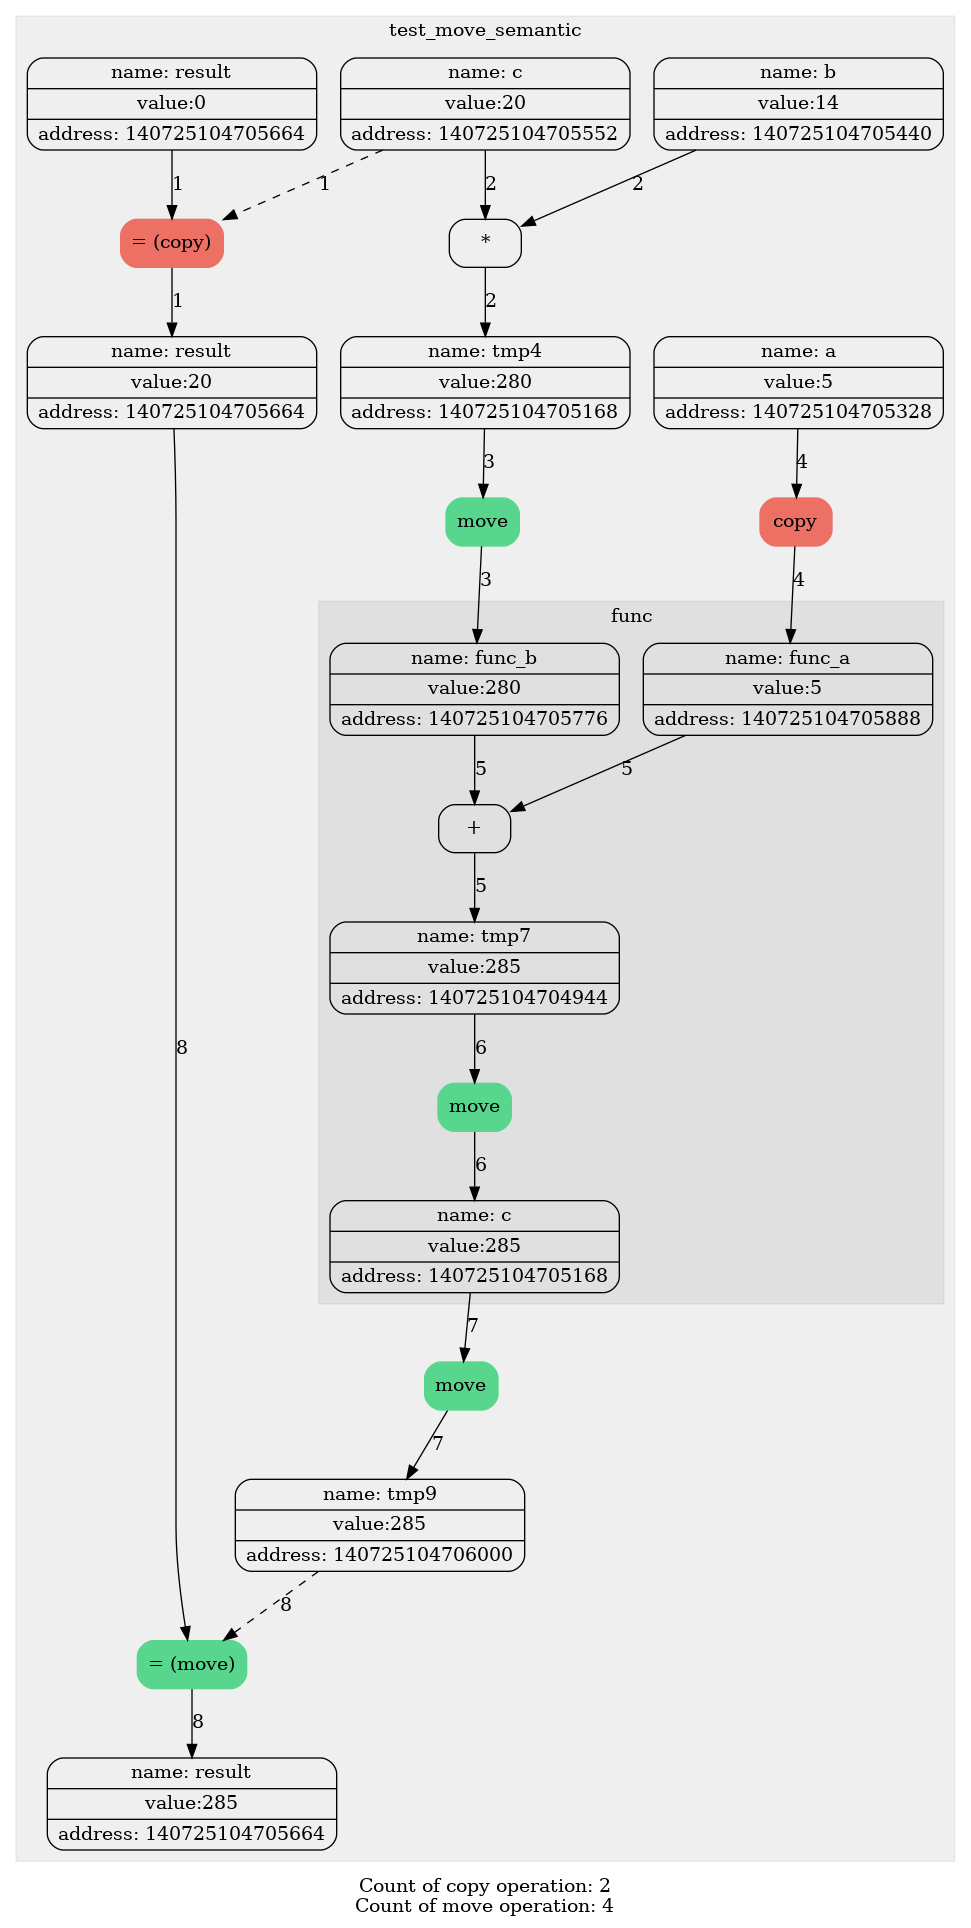 test_move_semantic
name: result
value:0
address: 140725104705664
name: c
value:20
address: 140725104705552
name: b
value:14
address: 140725104705440
1
1
2
2
= (copy)
*
1
2
name: result
value:20
address: 140725104705664
name: tmp4
value:280
address: 140725104705168
name: a
value:5
address: 140725104705328
3
4
move
copy
3
4
func
name: func_b
value:280
address: 140725104705776
name: func_a
value:5
address: 140725104705888
5
5
+
5
name: tmp7
value:285
address: 140725104704944
8
6
move
6
name: c
value:285
address: 140725104705168
7
move
7
name: tmp9
value:285
address: 140725104706000
8
= (move)
8
name: result
value:285
address: 140725104705664
Count of copy operation: 2
Count of move operation: 4